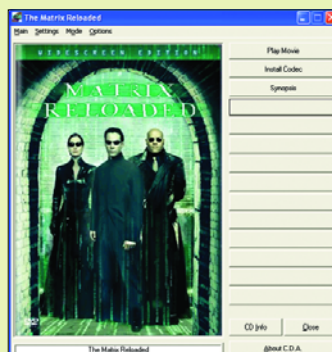 The Matrix Reloaded
Main Settings Mode Options
WIDESCREEN EDITION
MATRIX
RELOADED
DVD
The Matrix Reloaded
Play Movie
Install Codec
Synopsis
CD Info Close
About C.D.A.